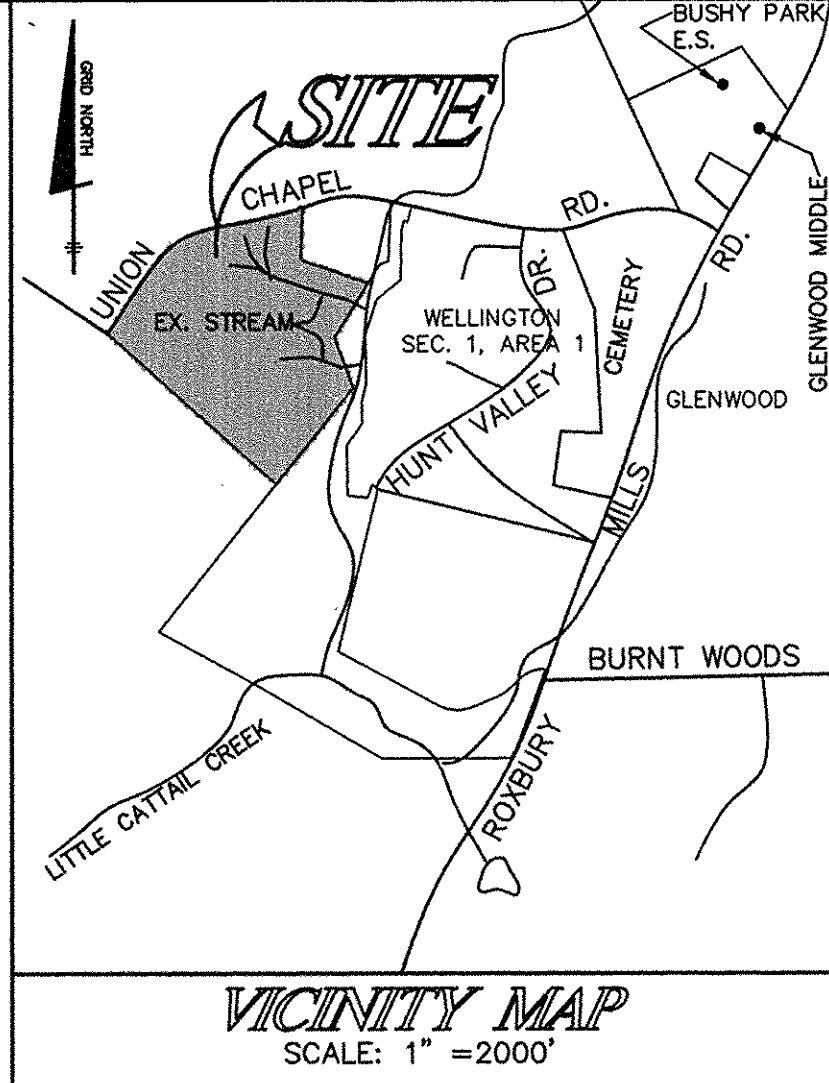 BUSHY PARK
E.S.
GRID NORTH
SITE
GLENWOOD MIDDLE
UNION CHAPEL RD.
EX. STREAM
WELLINGTON
SEC. 1, AREA 1
HUNT VALLEY DR.
CEMETERY
GLENWOOD
ROXBURY MILLS RD.
BURNT WOODS
LITTLE CATTAIL CREEK
VICINITY MAP
SCALE: 1" =2000'